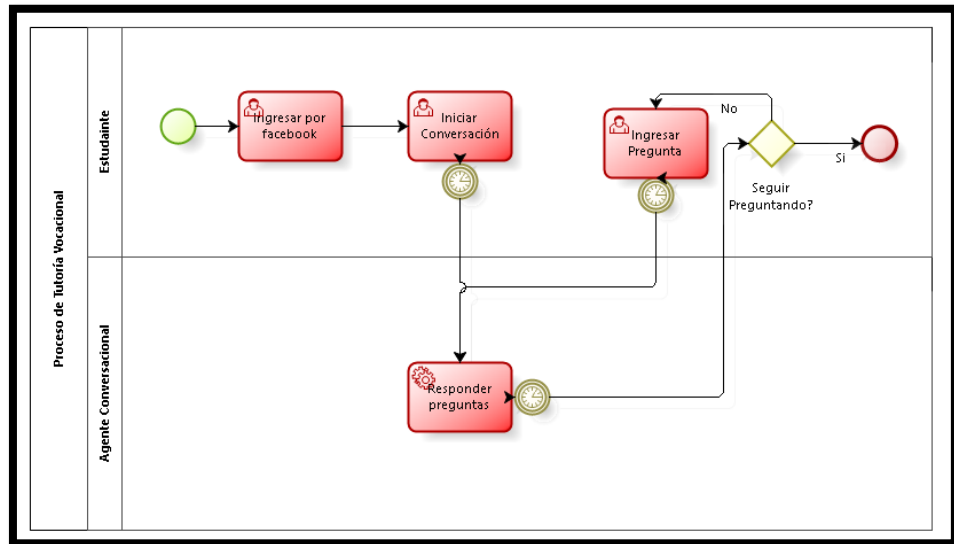 Proceso de Tutoría Vocacional
Estudainte
Ingresar por
facebook
Iniciar
Conversación
Ingresar
Pregunta
No
Si
Seguir
Preguntando?
Agente Conversacional
Responder
preguntas